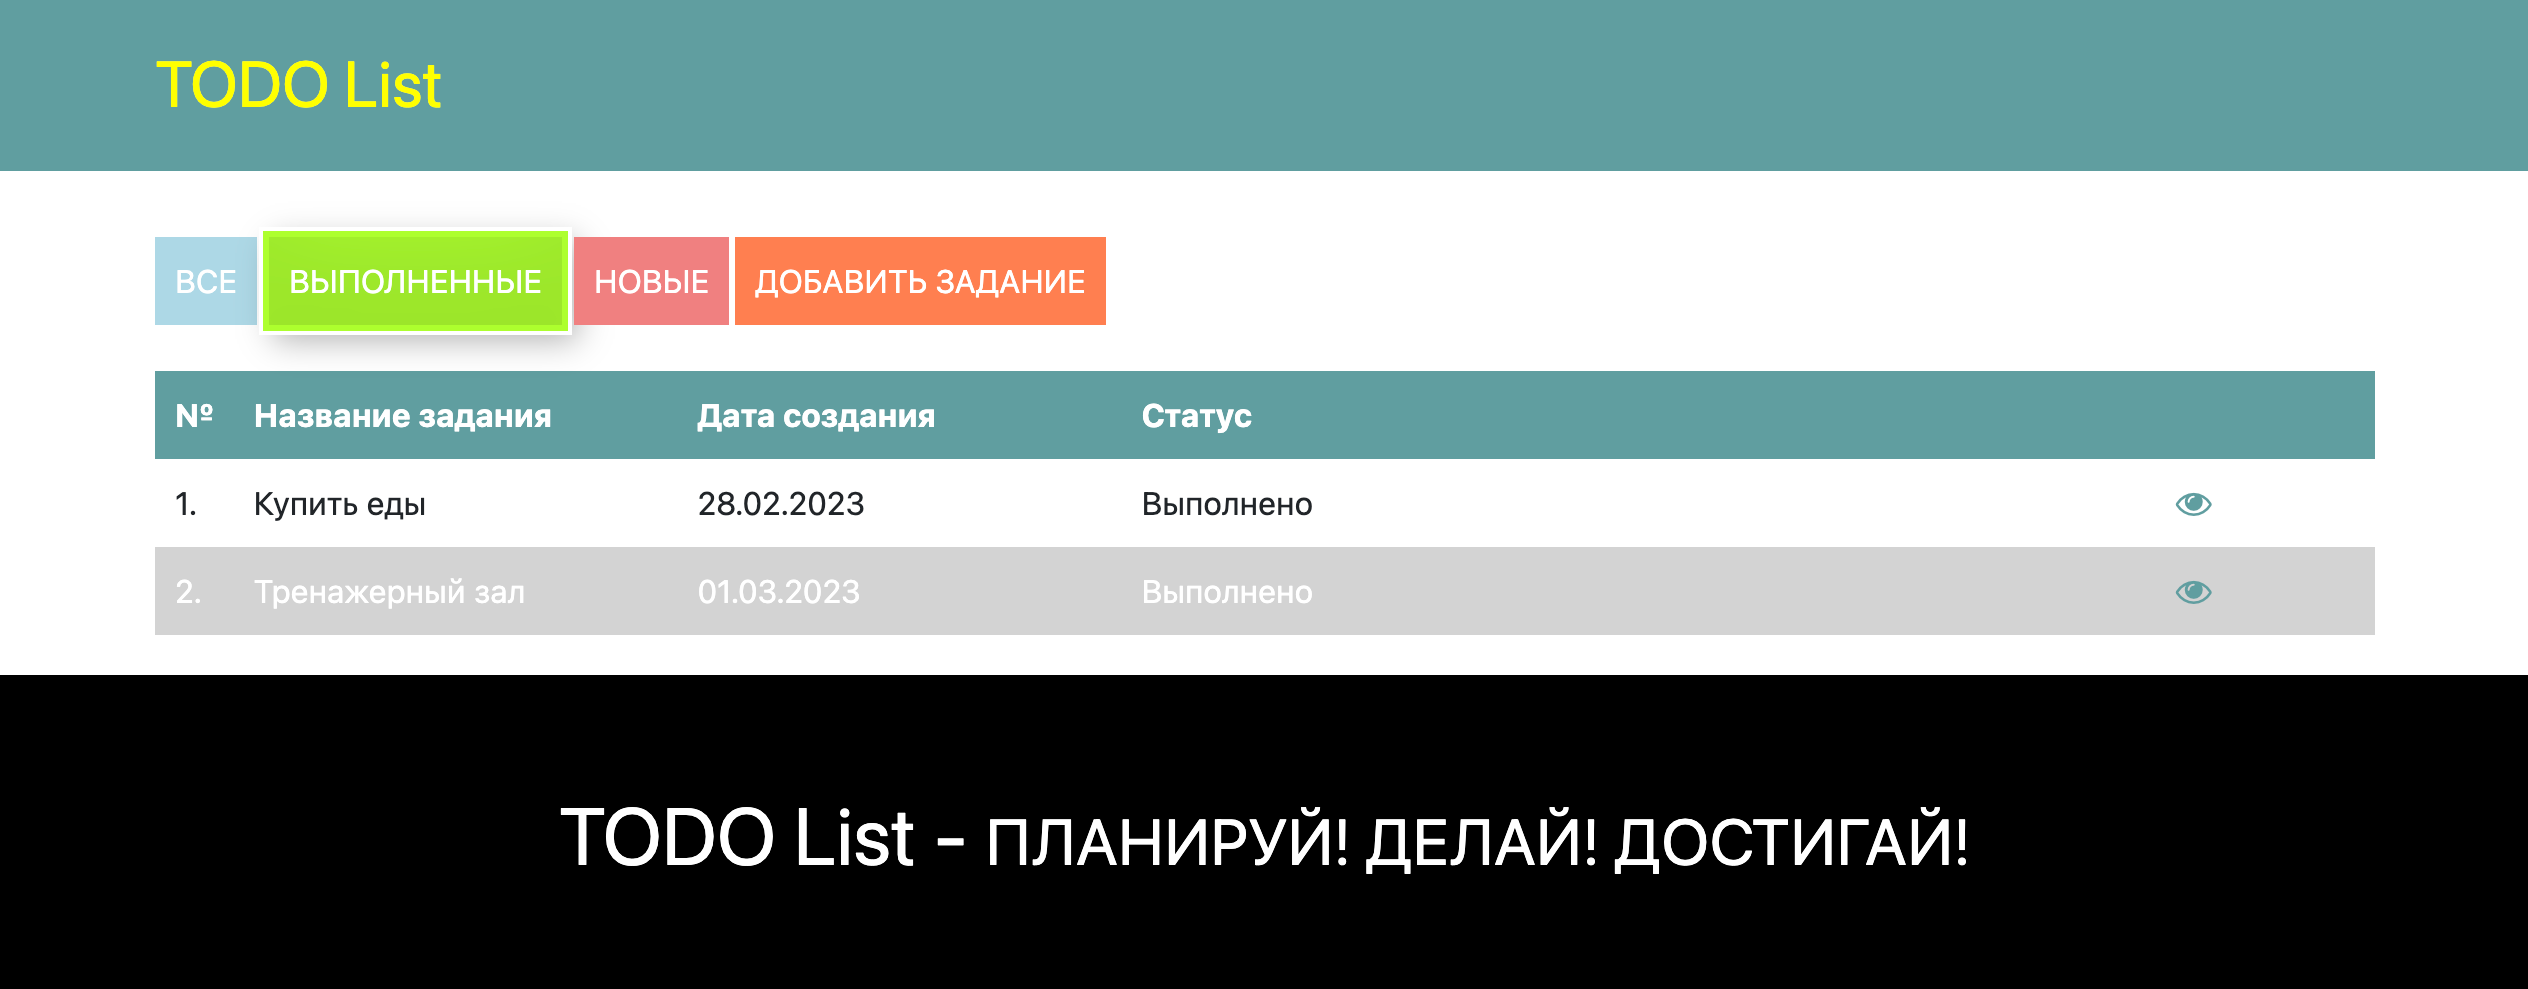 TODO List
ВСЕ ВЫПОЛНЕННЫЕ НОВЫЕ ДОБАВИТЬ ЗАДАНИЕ
№ Название задания Дата создания Статус
1. Купить еды 28.02.2023 Выполнено
2. Тренажерный зал 01.03.2023 Выполнено
TODO List - ПЛАНИРУЙ! ДЕЛАЙ! ДОСТИГАЙ!